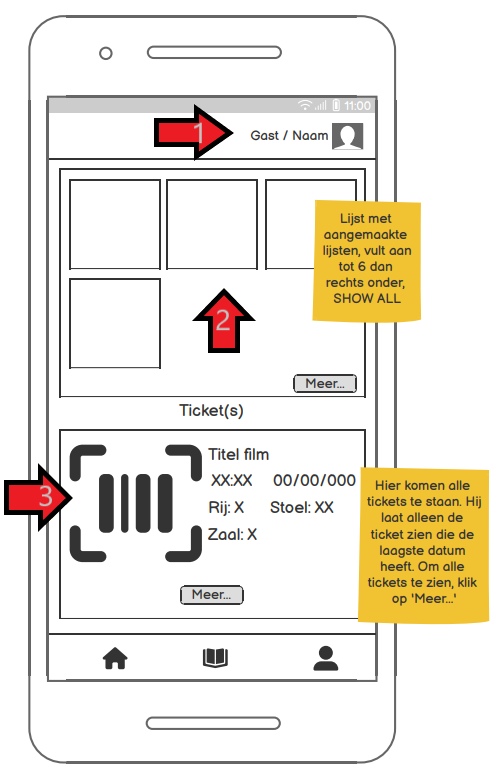 11:00
1
Gast / Naam
Lijst met
aangemaakte
lijsten, vult aan
tot 6 dan
rechts onder,
SHOW ALL
2
Meer...
Ticket(s)
3
Titel film
XX:XX 00/00/000
Rij: X Stoel: XX
Zaal: X
Meer...
Hier komen alle
tickets te staan. Hij
laat alleen de
ticket zien die de
laagste datum
heeft. Om alle
tickets te zien, klik
op 'Meer...'